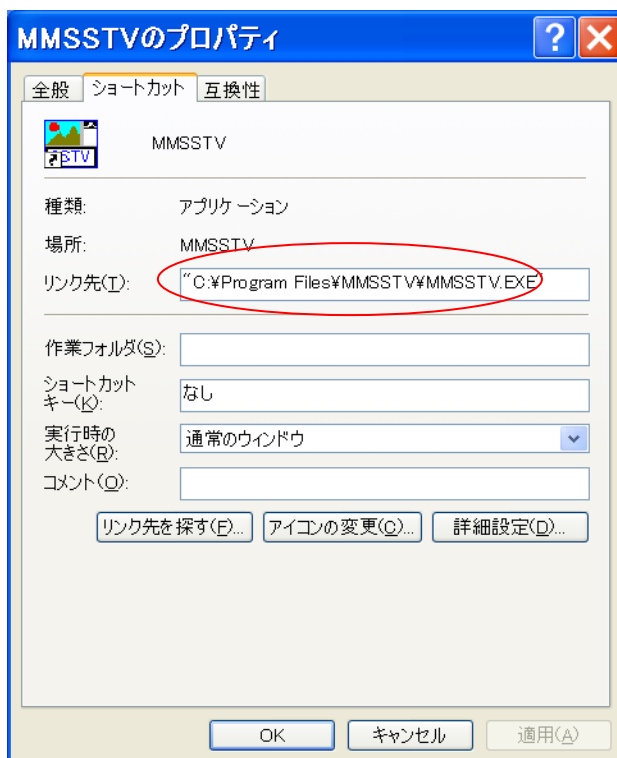 MMSSTVのプロパティ
?
全般 ショートカット 互換性
STV
MMSSTV
種類: アプリケーション
場所: MMSSTV
リンク先(T): "C:¥Program Files¥MMSSTV¥MMSSTV.EXE"
作業フォルダ(S):
ショートカット
キー(K): なし
実行時の
大きさ(R): 通常のウィンドウ
コメント(O):
リンク先を探す(F)... アイコンの変更(C)... 詳細設定(D)...
OK キャンセル 適用(A)